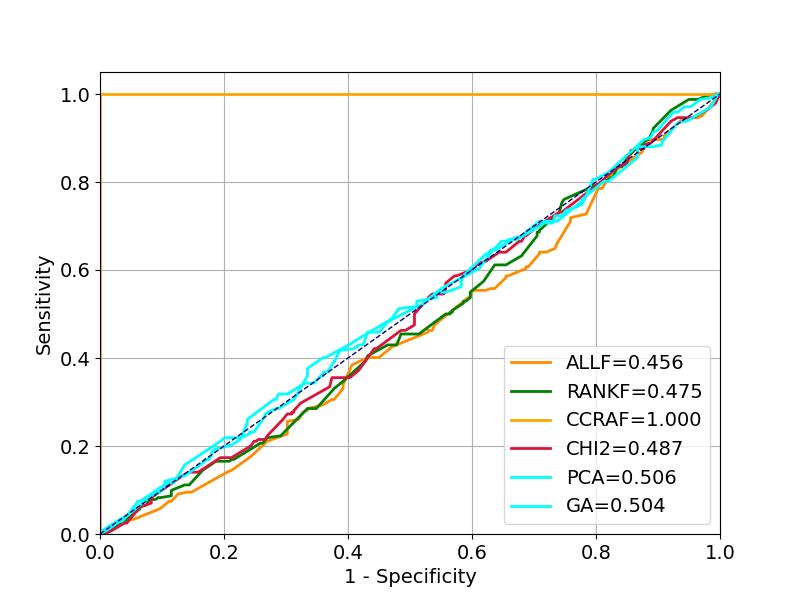 1.0
0.8
0.6
0.4
0.2
0.0
Sensitivity
ALLF=0.456
RANKF=0.475
CCRAF=1.000
CHI2=0.487
PCA=0.506
GA=0.504
0.0 0.2 0.4 0.6 0.8 1.0
1 - Specificity